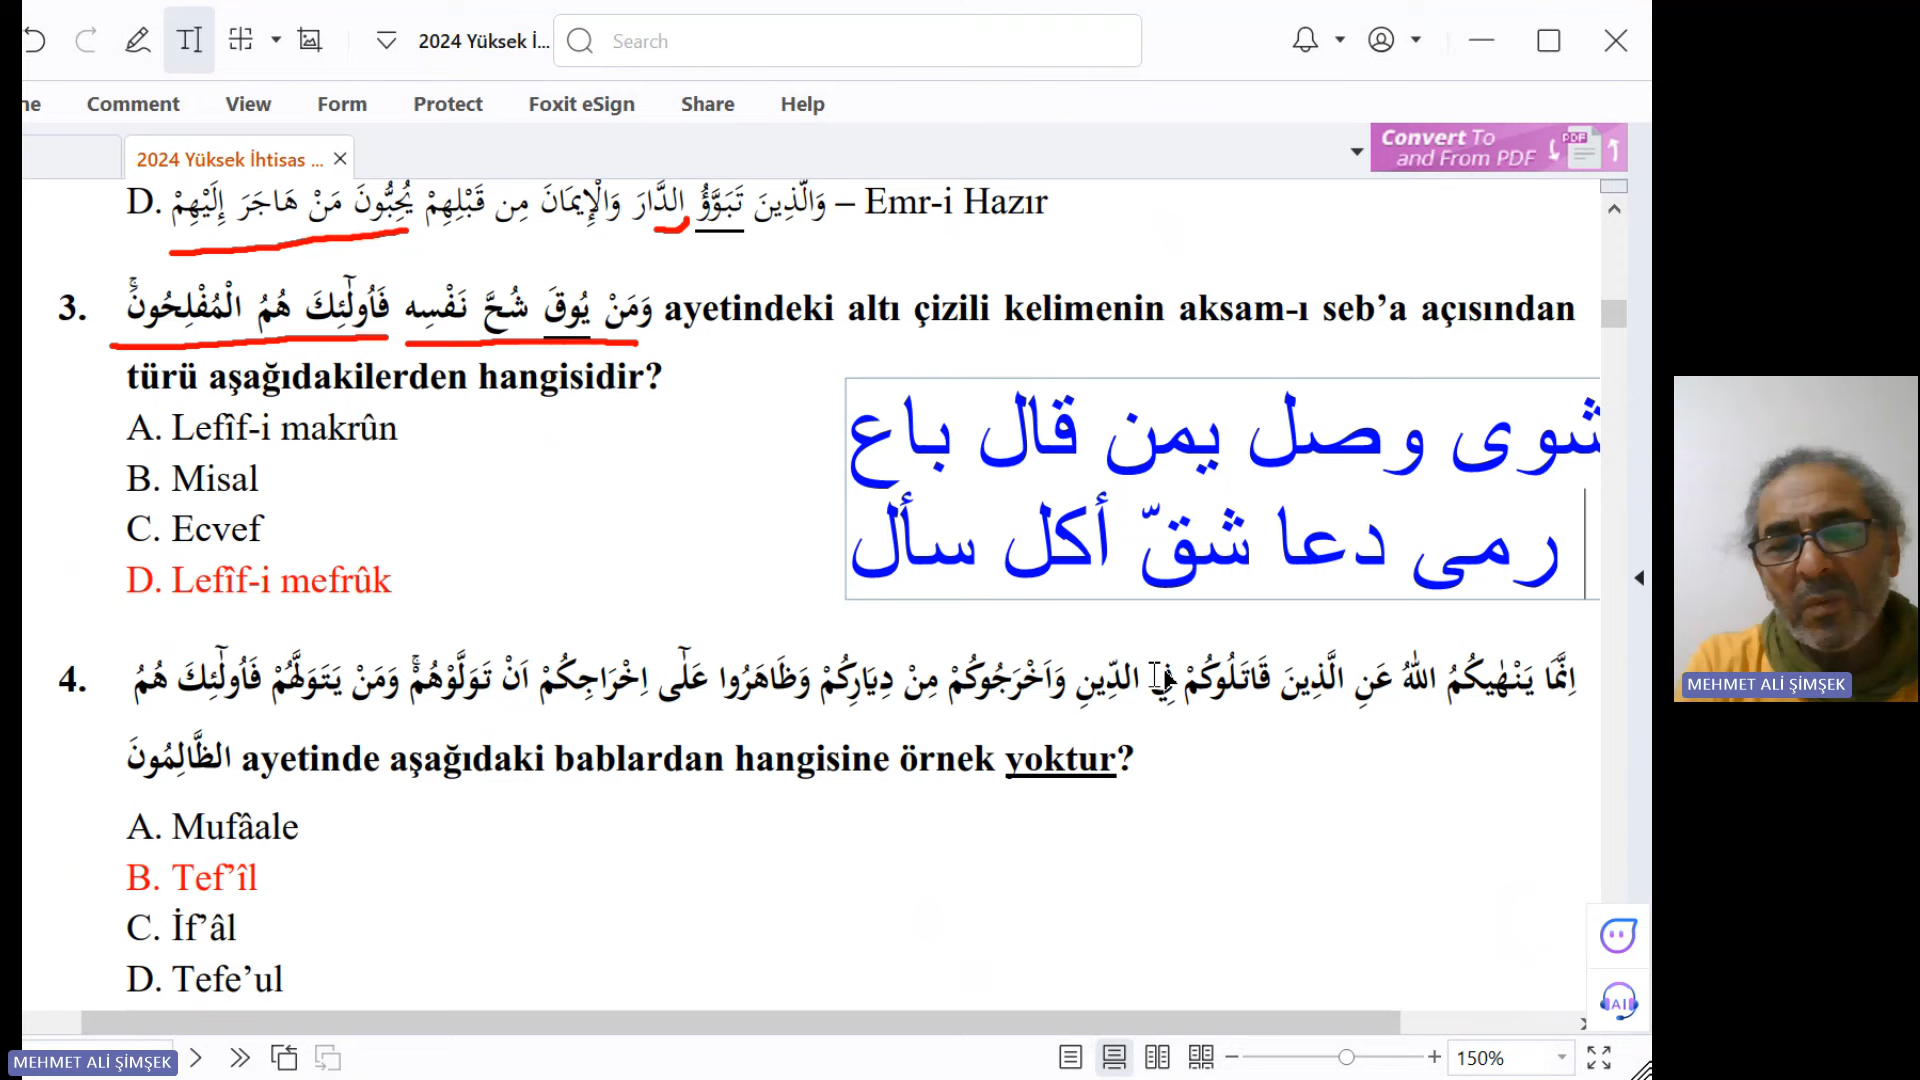 2024 Yüksek İ...
Search
ne Comment View Form Protect Foxit eSign Share Help
2024 Yüksek İhtisas ...
Convert To
and From PDF
PDF
D. وَالَّذِينَ تَبَوَّؤُ الدَّارَ وَالْإِيمَانَ مِن قَبْلِهِمْ يُحِبُّونَ مَنْ هَاجَرَ إِلَيْهِمْ – Emr-i Hazır
3. وَمَنْ يُوقَ شُحَّ نَفْسِه فَاُولٰٓئِكَ هُمُ الْمُفْلِحُونَۚ ayetindeki altı çizili kelimenin aksam-ı seb’a açısından
türü aşağıdakilerden hangisidir?
A. Lefîf-i makrûn
B. Misal
C. Ecvef
D. Lefîf-i mefrûk
شوى وصل يمن قال باع
رمى دعا شقّ أكل سأل
4. اِنَّمَا يَنْهٰيكُمُ اللّٰهُ عَنِ الَّذِينَ قَاتَلُوكُمْ فِي الدِّينِ وَاَخْرَجُوكُمْ مِنْ دِيَارِكُمْ وَظَاهَرُوا عَلٰٓى اِخْرَاجِكُمْ اَنْ تَوَلَّوْهُمْۚ وَمَنْ يَتَوَلَّهُمْ فَاُولٰٓئِكَ هُمُ
الظَّالِمُونَ ayetinde aşağıdaki bablardan hangisine örnek yoktur?
A. Mufâale
B. Tef’îl
C. İf’âl
D. Tefe’ul
AI
150%
MEHMET ALİ ŞİMŞEK
MEHMET ALİ ŞİMŞEK